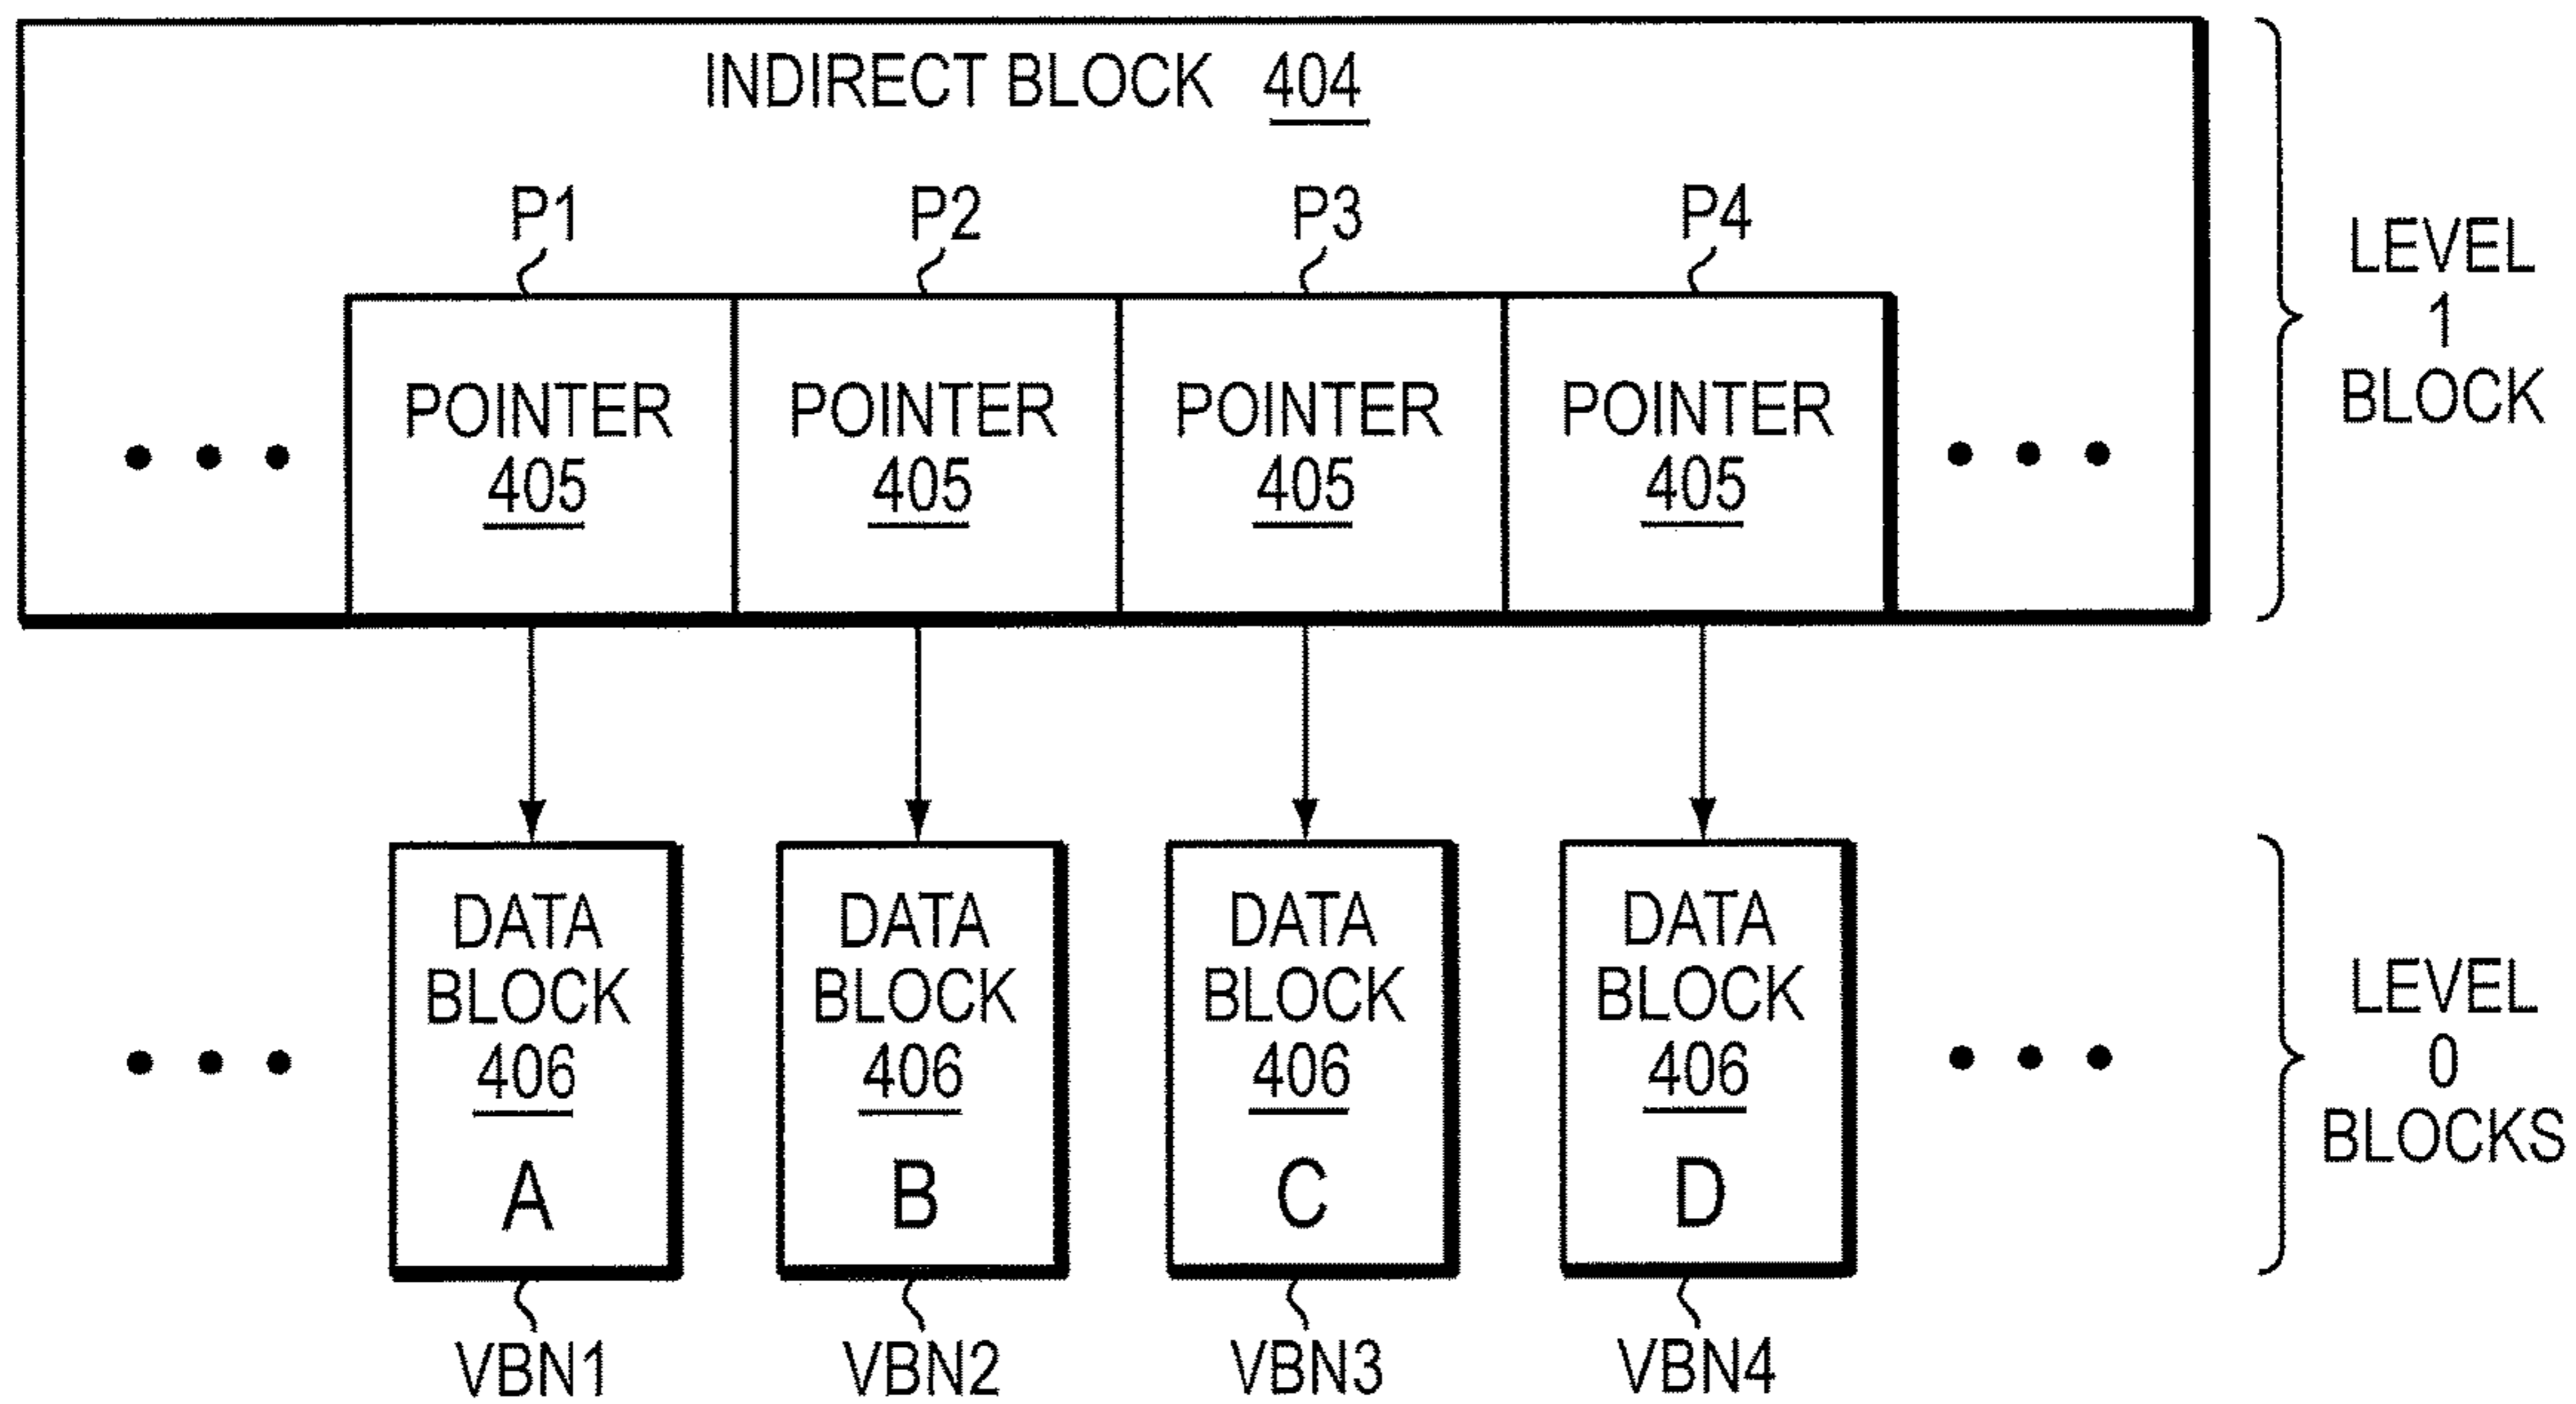 INDIRECT BLOCK 404
P1 P2 P3 P4
POINTER POINTER POINTER POINTER
405 405 405 405
LEVEL
1
BLOCK
DATA DATA DATA DATA
BLOCK BLOCK BLOCK BLOCK
406 406 406 406
A B C D
LEVEL
0
BLOCKS
VBN1 VBN2 VBN3 VBN4